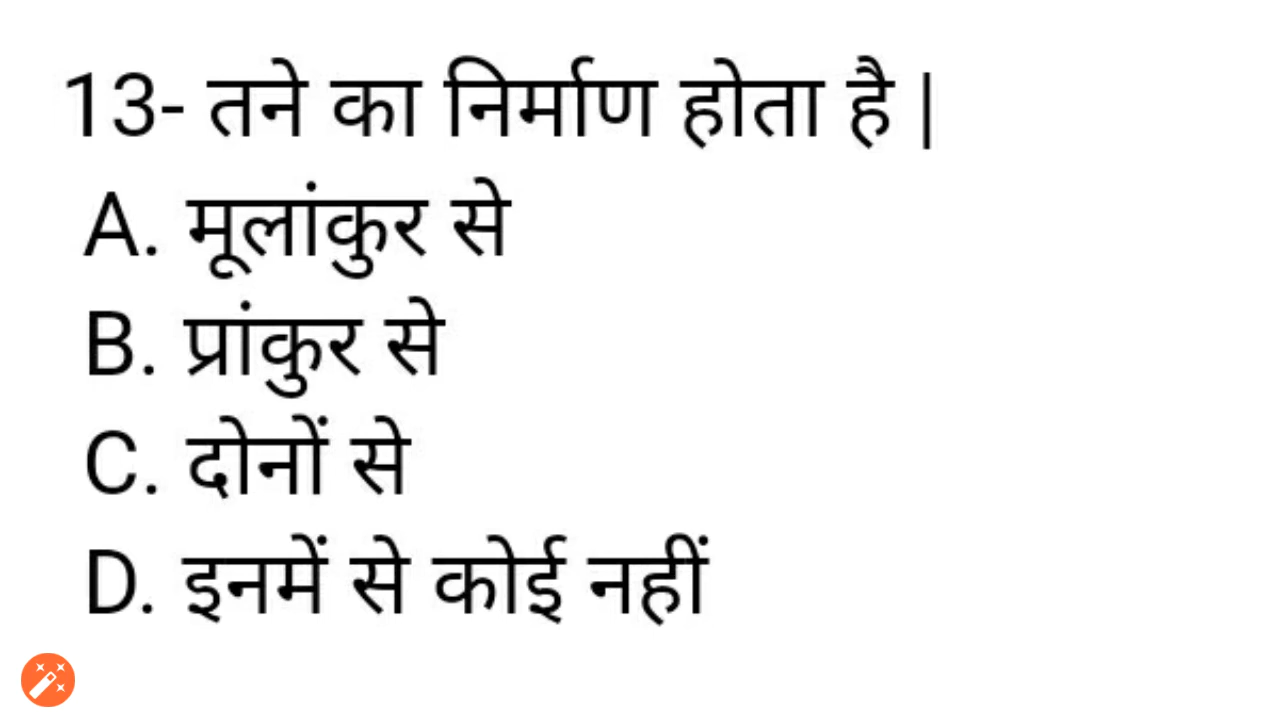 13- तने का निर्माण होता है |
A. मूलांकुर से
B. प्रांकुर से
C. दोनों से
D. इनमें से कोई नहीं